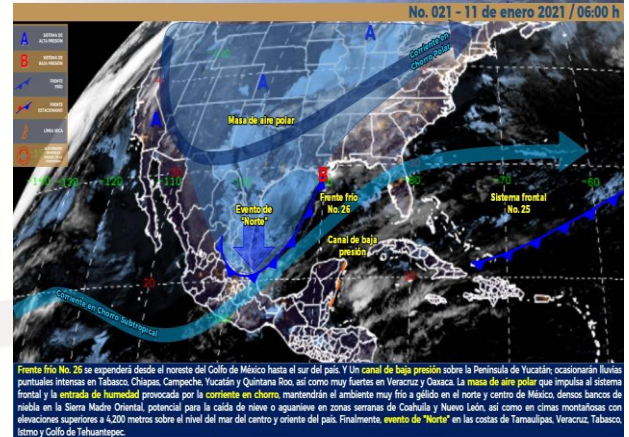 No. 021 - 11 de enero 2021 / 06:00 h
A SISTEMA DE ALTA PRESIÓN
B SISTEMA DE BAJA PRESIÓN
FRENTE FRÍO
FRENTE ESTACIONARIO
LÍNEA SECA
A
A
A
Corriente en
Chorro Polar
Masa de aire polar
B
Evento de
"Norte"
Frente frío
No. 26
Sistema frontal
No. 25
Canal de baja
presión
Corriente en Chorro Subtropical
Frente frío No. 26 se expenderá desde el noreste del Golfo de México hasta el sur del país. Y Un canal de baja presión sobre la Península de Yucatán; ocasionarán lluvias
puntuales intensas en Tabasco, Chiapas, Campeche, Yucatán y Quintana Roo, así como muy fuertes en Veracruz y Oaxaca. La masa de aire polar que impulsa al sistema
frontal y la entrada de humedad provocada por la corriente en chorro, mantendrán el ambiente muy frío a gélido en el norte y centro de México, densos bancos de
niebla en la Sierra Madre Oriental, potencial para la caída de nieve o aguanieve en zonas serranas de Coahuila y Nuevo León, así como en cimas montañosas con
elevaciones superiores a 4,200 metros sobre el nivel del mar del centro y oriente del país. Finalmente, evento de "Norte" en las costas de Tamaulipas, Veracruz, Tabasco,
Istmo y Golfo de Tehuantepec.